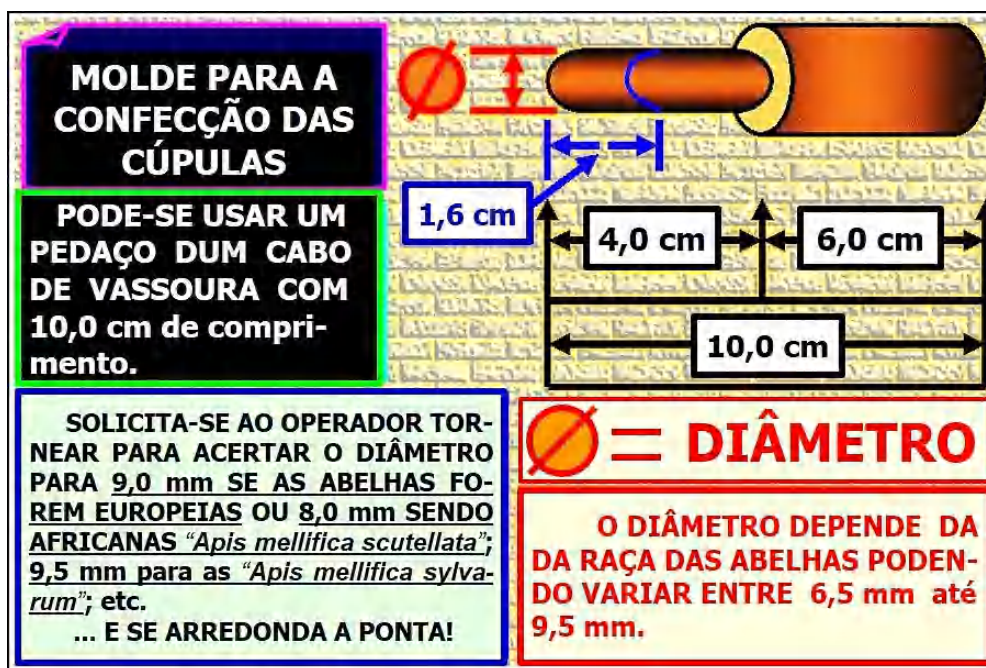 MOLDE PARA A
CONFECÇÃO DAS
CÚPULAS
PODE-SE USAR UM
PEDAÇO DUM CABO
DE VASSOURA COM
10,0 cm de compri-
mento.
1,6 cm
4,0 cm
6,0 cm
10,0 cm
SOLICITA-SE AO OPERADOR TOR-
NEAR PARA ACERTAR O DIÂMETRO
PARA 9,0 mm SE AS ABELHAS FO-
REM EUROPEIAS OU 8,0 mm SENDO
AFRICANAS “Apis mellifica scutellata”;
9,5 mm para as “Apis mellifica sylva-
rum”; etc.
... E SE ARREDONDA A PONTA!
= DIÂMETRO
O DIÂMETRO DEPENDE DA
DA RAÇA DAS ABELHAS PODEN-
DO VARIAR ENTRE 6,5 mm até
9,5 mm.